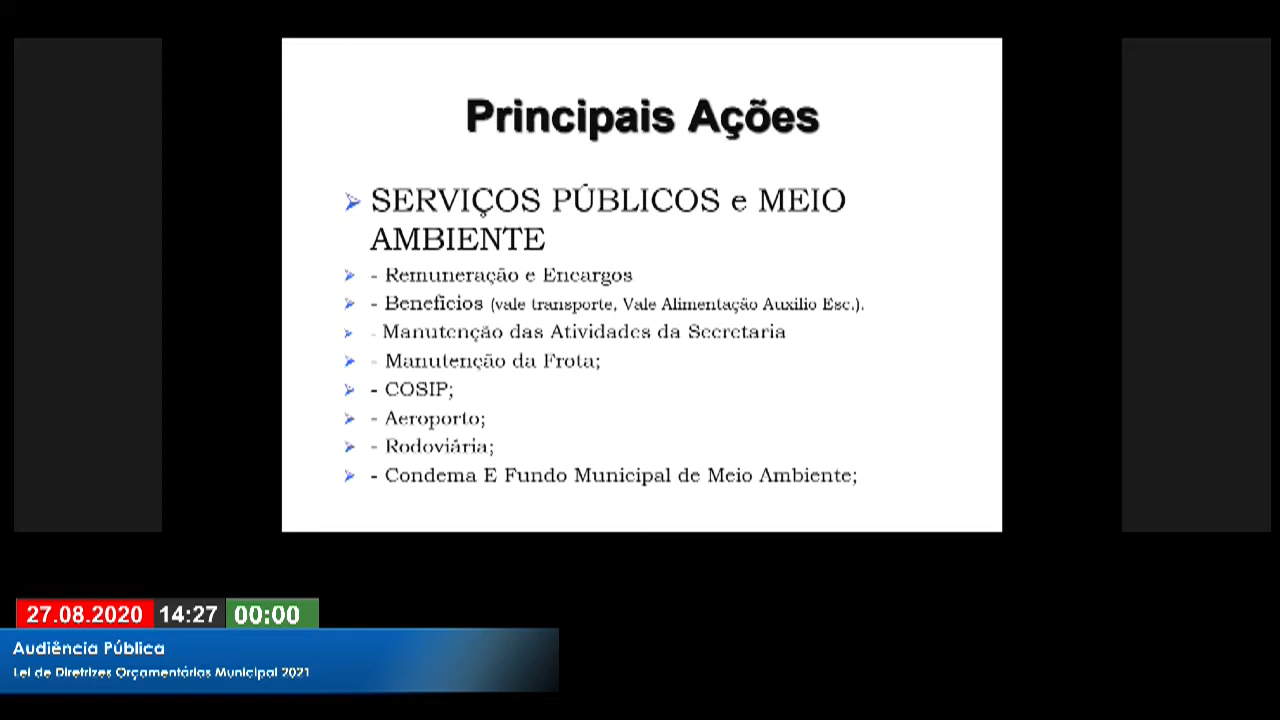 Principais Ações
SERVIÇOS PÚBLICOS e MEIO
AMBIENTE
- Remuneração e Encargos
- Beneficios (vale transporte, Vale Alimentação Auxilio Esc.).
- Manutenção das Atividades da Secretaria
- Manutenção da Frota;
- COSIP;
- Aeroporto;
- Rodoviária;
- Condema E Fundo Municipal de Meio Ambiente;
27.08.2020 14:27 00:00
Audiência Pública
Lei de Diretrizes Orçamentárias Municipal 2021